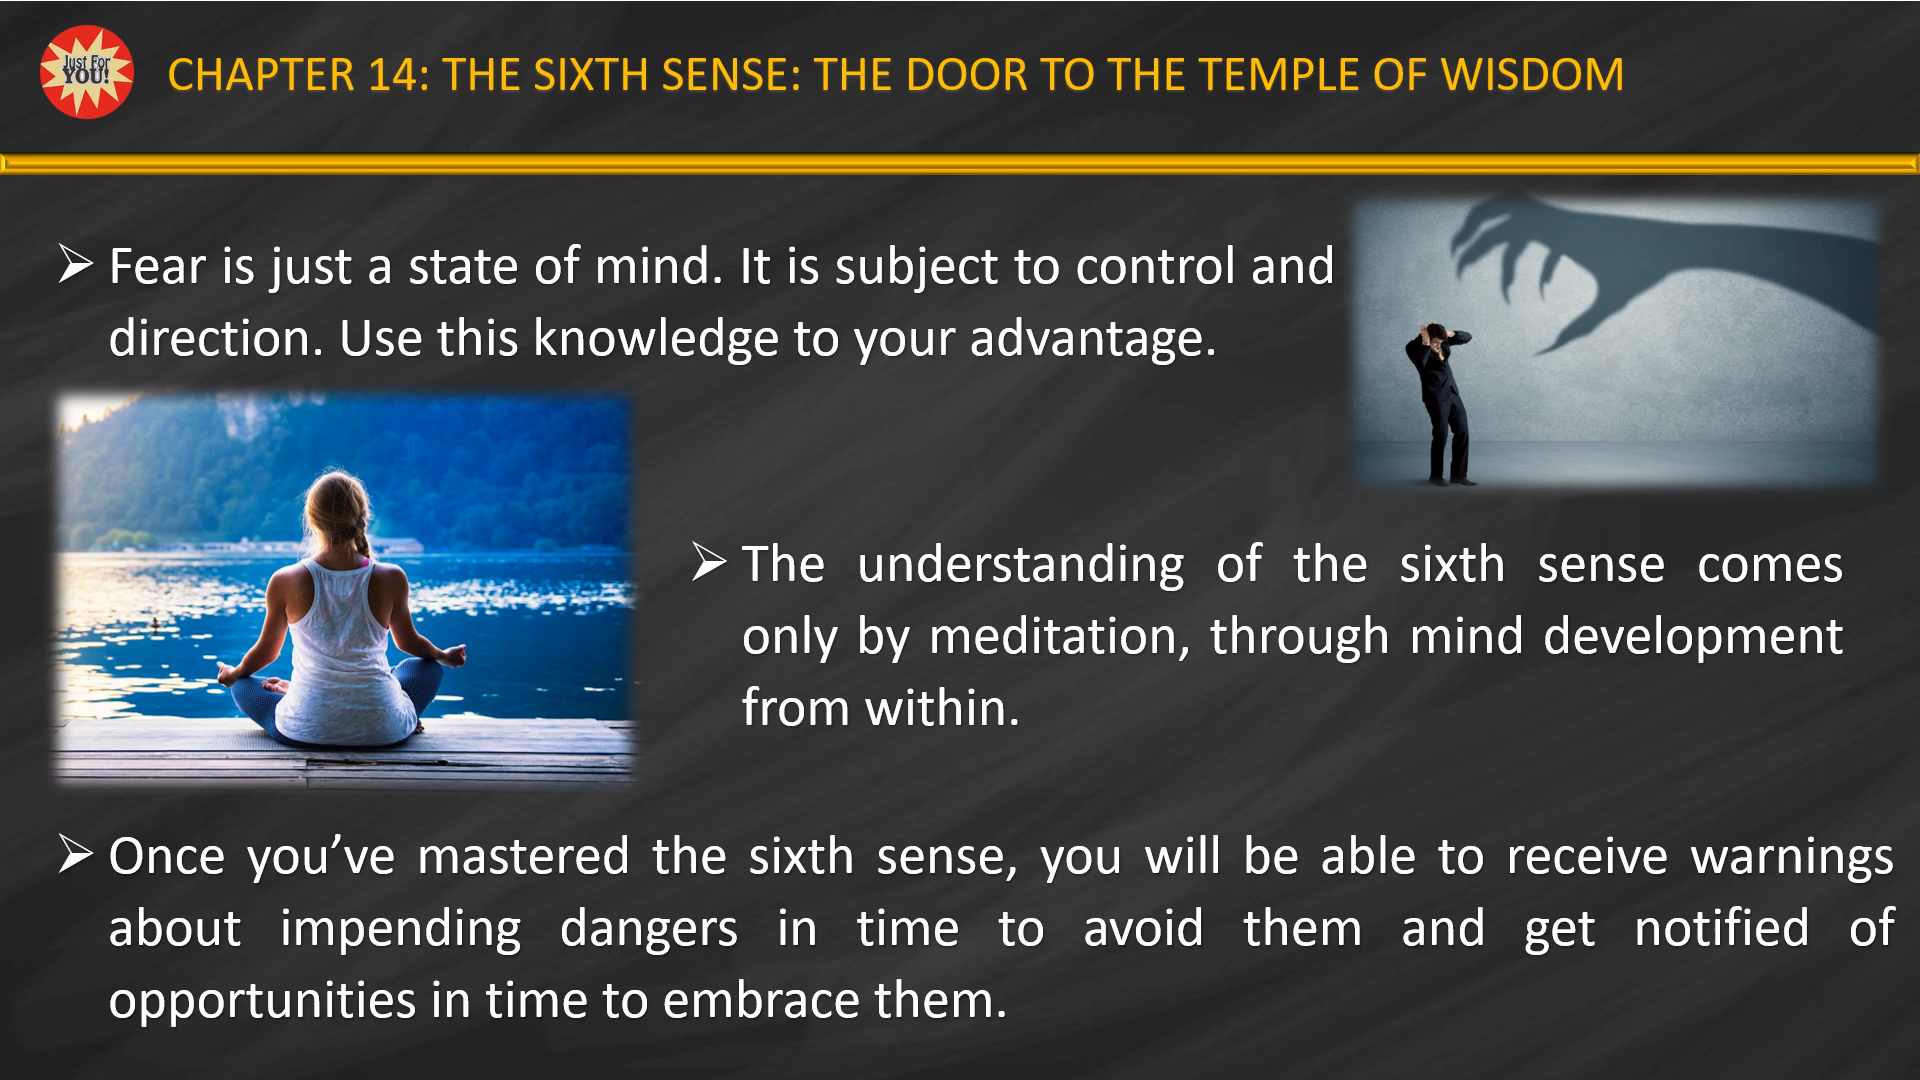 Just For
YOU!
CHAPTER 14: THE SIXTH SENSE: THE DOOR TO THE TEMPLE OF WISDOM
➢ Fear is just a state of mind. It is subject to control and
direction. Use this knowledge to your advantage.
➢ The understanding of the sixth sense comes
only by meditation, through mind development
from within.
➢ Once you’ve mastered the sixth sense, you will be able to receive warnings
about impending dangers in time to avoid them and get notified of
opportunities in time to embrace them.